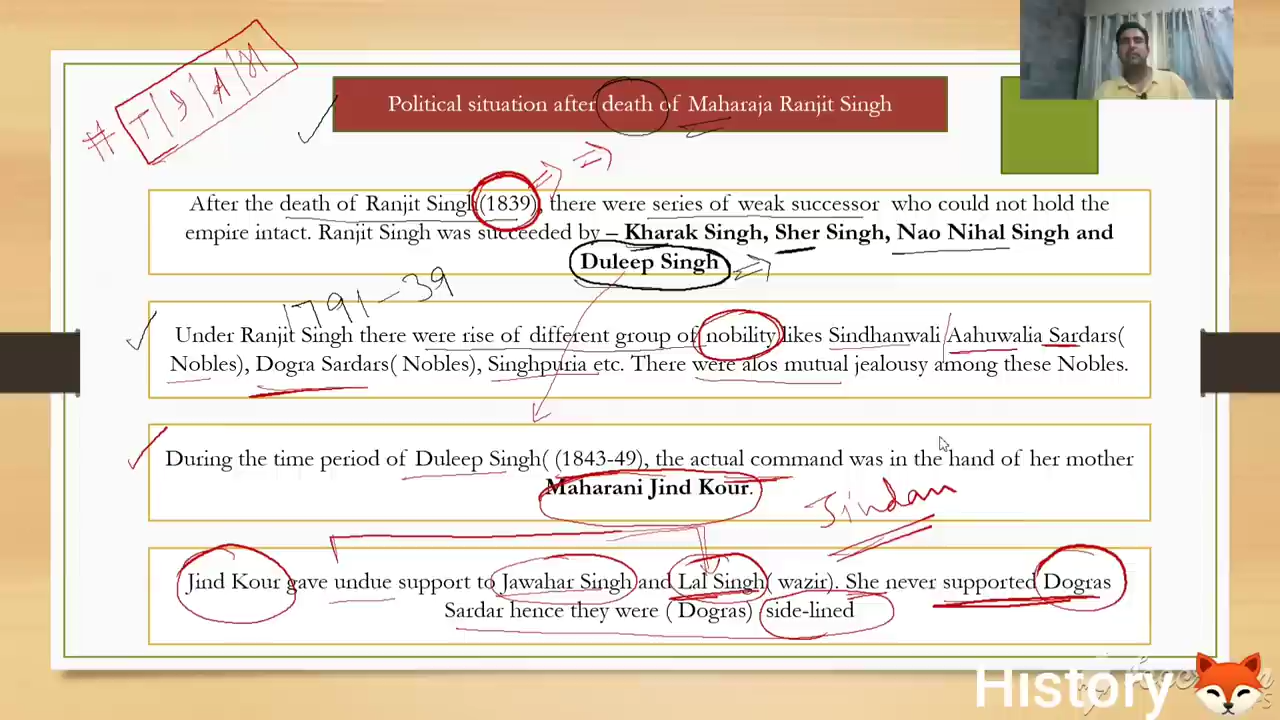 # T | J | A | H
Political situation after death of Maharaja Ranjit Singh
After the death of Ranjit Singh (1839), there were series of weak successor who could not hold the
empire intact. Ranjit Singh was succeeded by – Kharak Singh, Sher Singh, Nao Nihal Singh and
Duleep Singh
1791-39
Under Ranjit Singh there were rise of different group of nobility likes Sindhanwali Aahuwalia Sardars(
Nobles), Dogra Sardars( Nobles), Singhpuria etc. There were alos mutual jealousy among these Nobles.
During the time period of Duleep Singh( (1843-49), the actual command was in the hand of her mother
Maharani Jind Kour.
Jindan
Jind Kour gave undue support to Jawahar Singh and Lal Singh( wazir). She never supported Dogras
Sardar hence they were ( Dogras) side-lined
History